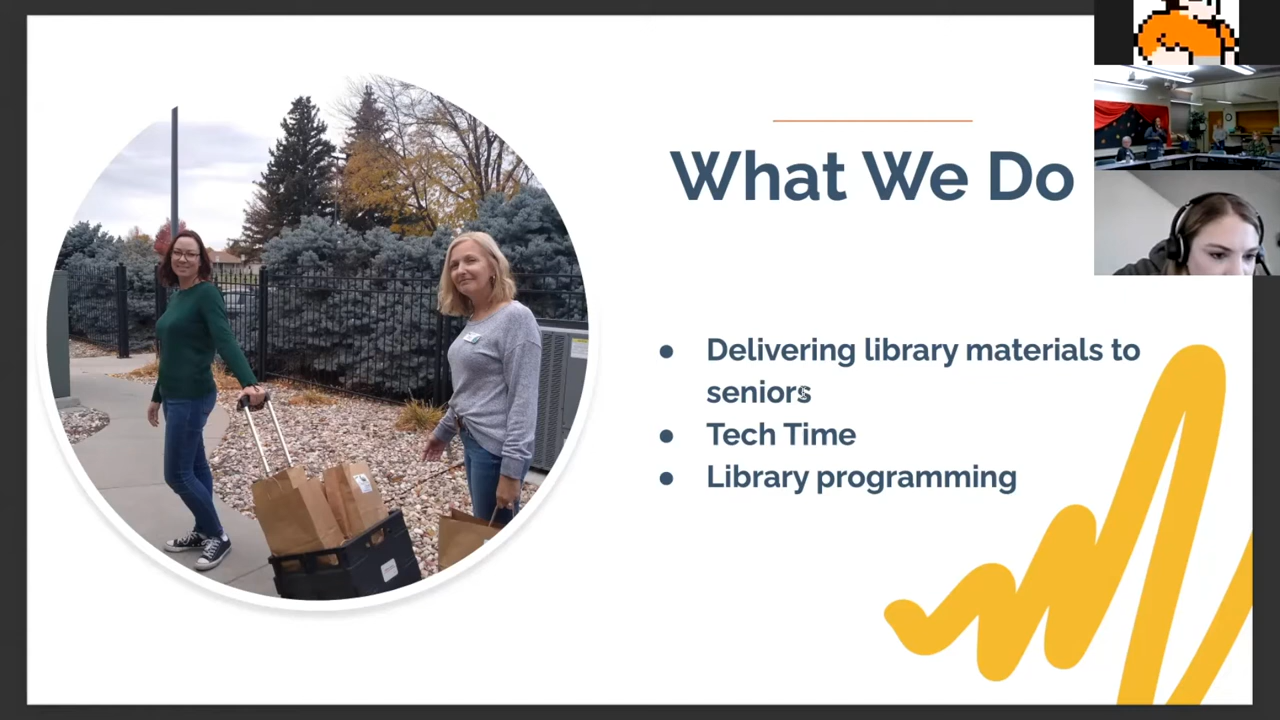 What We Do
● Delivering library materials to
seniors
● Tech Time
● Library programming